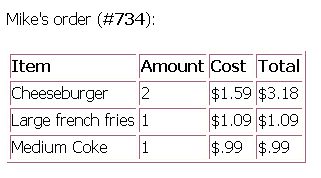 Mike's order (#734):
Item Amount Cost Total
Cheeseburger 2 $1.59 $3.18
Large french fries 1 $1.09 $1.09
Medium Coke 1 $.99 $.99